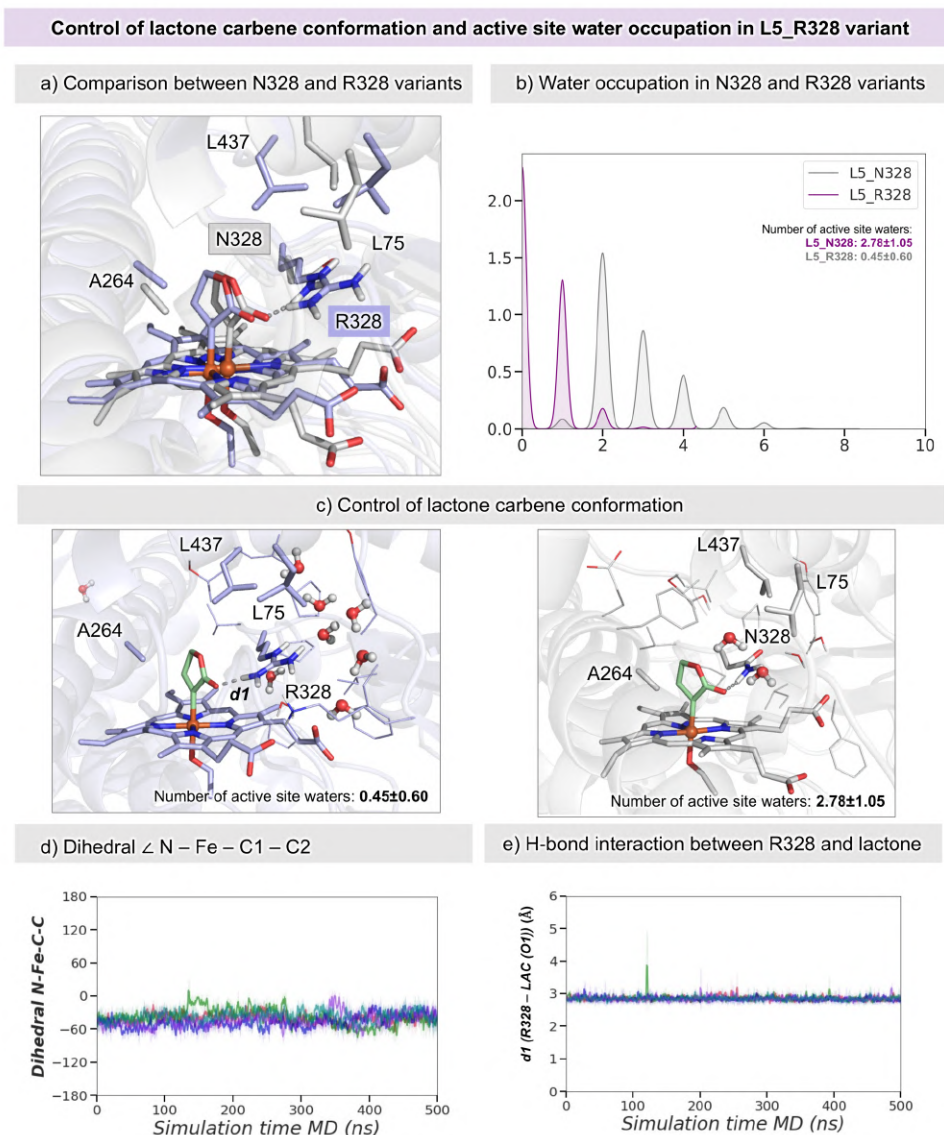 Control of lactone carbene conformation and active site water occupation in L5_R328 variant
a) Comparison between N328 and R328 variants
b) Water occupation in N328 and R328 variants
L437
N328
L75
A264
R328
L5_N328
L5_R328
Number of active site waters:
L5_N328: 2.78±1.05
L5_R328: 0.45±0.60
2.0
1.5
1.0
0.5
0.0
0 2 4 6 8 10
c) Control of lactone carbene conformation
L437
L75
A264
d1
R328
Number of active site waters: 0.45±0.60
L437
L75
N328
A264
Number of active site waters: 2.78±1.05
d) Dihedral ∠ N – Fe – C1 – C2
e) H-bond interaction between R328 and lactone
Dihedral N-Fe-C-C
180
120
60
0
−60
−120
−180
0 100 200 300 400 500
Simulation time MD (ns)
d1 (R328 – LAC (O1)) (Å)
6
5
4
3
2
1
0
0 100 200 300 400 500
Simulation time MD (ns)